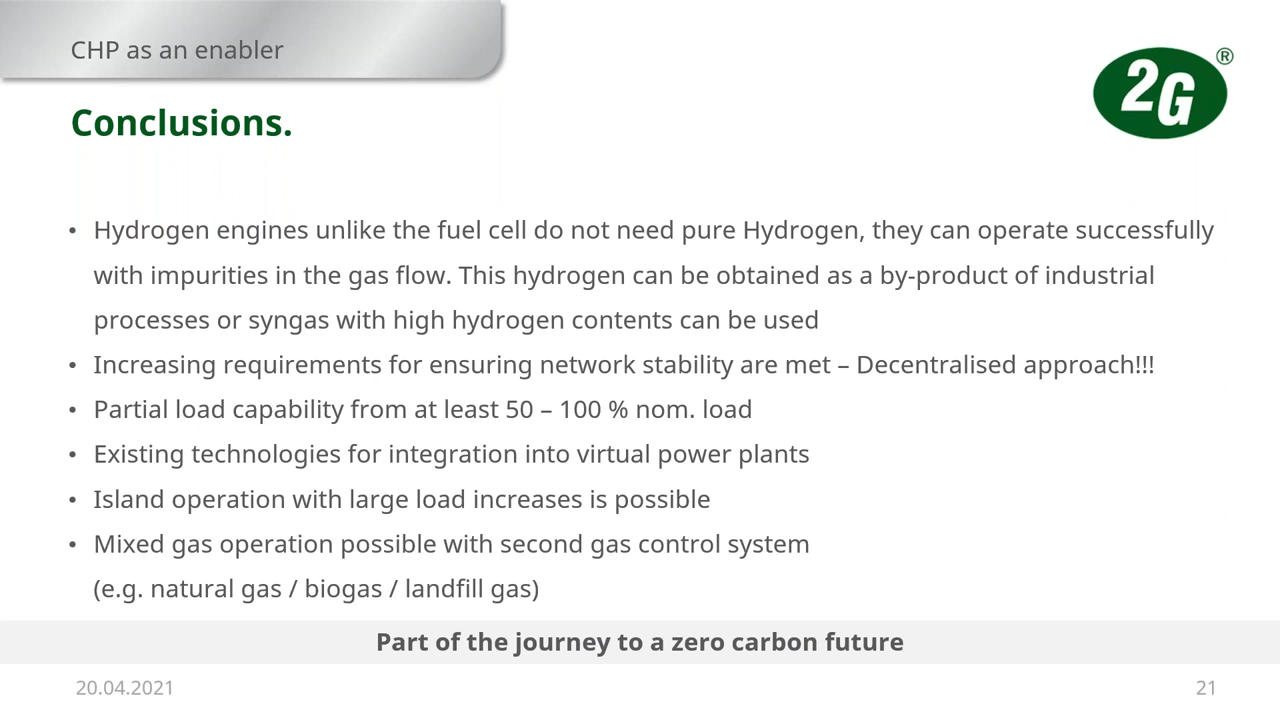 CHP as an enabler
2G®
Conclusions.
• Hydrogen engines unlike the fuel cell do not need pure Hydrogen, they can operate successfully
with impurities in the gas flow. This hydrogen can be obtained as a by-product of industrial
processes or syngas with high hydrogen contents can be used
• Increasing requirements for ensuring network stability are met – Decentralised approach!!!
• Partial load capability from at least 50 – 100 % nom. load
• Existing technologies for integration into virtual power plants
• Island operation with large load increases is possible
• Mixed gas operation possible with second gas control system
(e.g. natural gas / biogas / landfill gas)
Part of the journey to a zero carbon future
20.04.2021
21